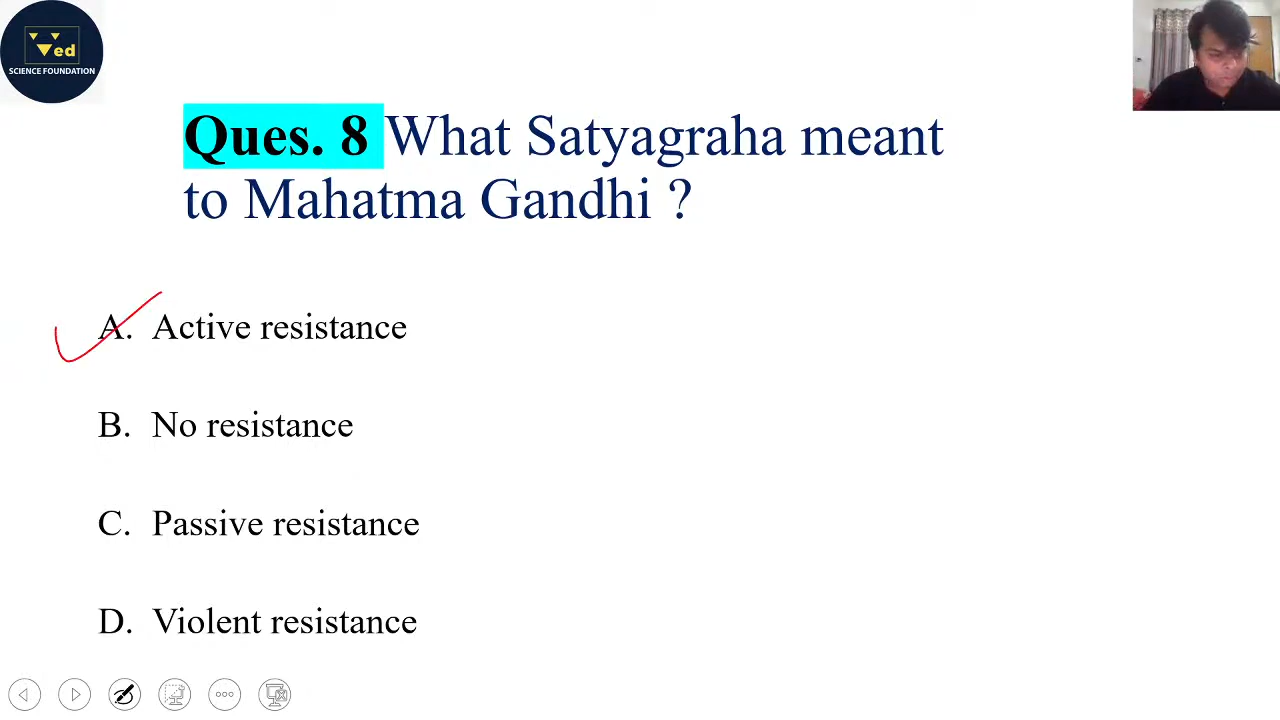 Ved
SCIENCE FOUNDATION
Ques. 8 What Satyagraha meant
to Mahatma Gandhi ?
A. Active resistance
B. No resistance
C. Passive resistance
D. Violent resistance